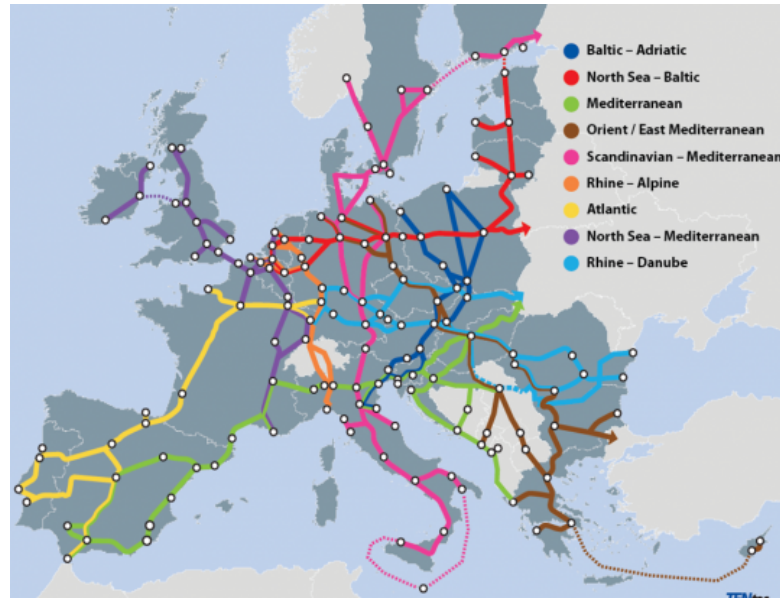 Baltic – Adriatic
North Sea – Baltic
Mediterranean
Orient / East Mediterranean
Scandinavian – Mediterranean
Rhine – Alpine
Atlantic
North Sea – Mediterranean
Rhine – Danube